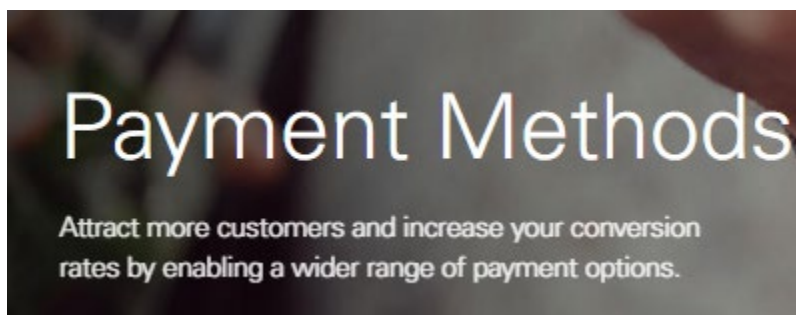 Payment Methods
Attract more customers and increase your conversion
rates by enabling a wider range of payment options.